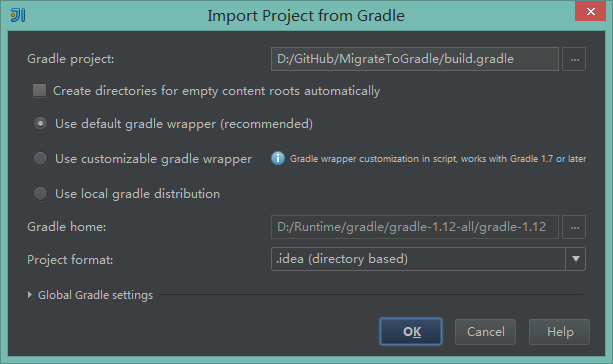 Import Project from Gradle
Gradle project: D:/GitHub/MigrateToGradle/build.gradle ...
Create directories for empty content roots automatically
Use default gradle wrapper (recommended)
Use customizable gradle wrapper Gradle wrapper customization in script, works with Gradle 1.7 or later
Use local gradle distribution
Gradle home: D:/Runtime/gradle/gradle-1.12-all/gradle-1.12 ...
Project format: .idea (directory based)
Global Gradle settings
OK Cancel Help